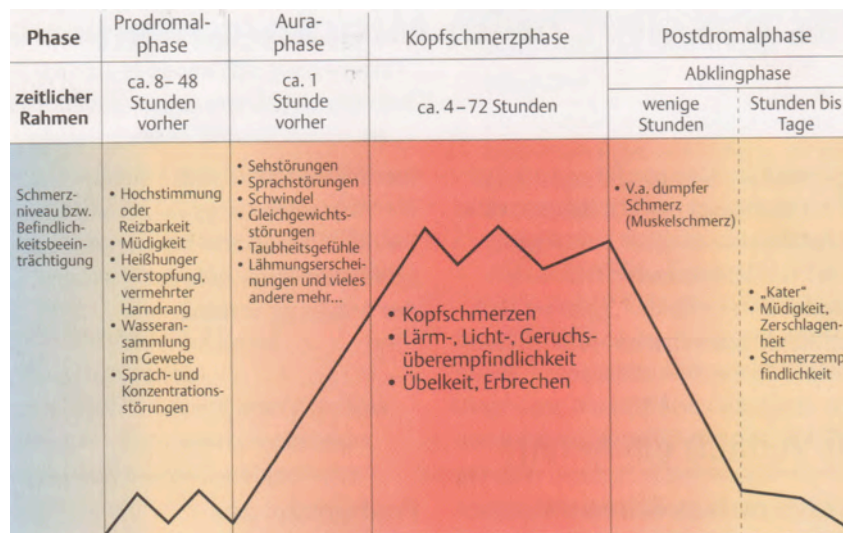 Phase
Prodromal-
phase
Aura-
phase
Kopfschmerzphase
Postdromalphase
zeitlicher
Rahmen
ca. 8–48
Stunden
vorher
ca. 1
Stunde
vorher
ca. 4–72 Stunden
Abklingphase
wenige
Stunden
Stunden bis
Tage
Schmerz-
niveau bzw.
Befindlich-
keitsbeein-
trächtigung
• Hochstimmung
oder
Reizbarkeit
• Müdigkeit
• Heißhunger
• Verstopfung,
vermehrter
Harndrang
• Wasseran-
sammlung
im Gewebe
• Sprach- und
Konzentrations-
störungen
• Sehstörungen
• Sprachstörungen
• Schwindel
• Gleichgewichts-
störungen
• Taubheitsgefühle
• Lähmungserschei-
nungen und vieles
andere mehr...
• Kopfschmerzen
• Lärm-, Licht-, Geruchs-
überempfindlichkeit
• Übelkeit, Erbrechen
• V.a. dumpfer
Schmerz
(Muskelschmerz)
• „Kater“
• Müdigkeit,
Zerschlagen-
heit
• Schmerzemp
findlichkeit